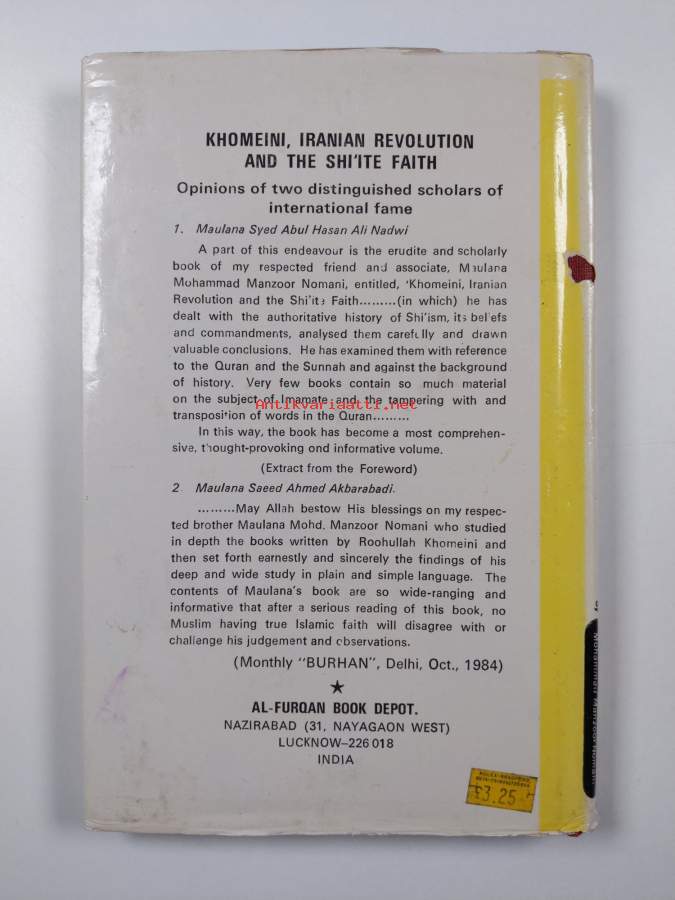 KHOMEINI, IRANIAN REVOLUTION
AND THE SHI'ITE FAITH
Opinions of two distinguished scholars of
international fame
1. Maulana Syed Abul Hasan Ali Nadwi
A part of this endeavour is the erudite and scholarly
book of my respected friend and associate, Maulana
Muhammad Manzoor Nomani, entitled, 'Khomeini, Iranian
Revolution and the Shi'ite Faith.........(in which) he has
dealt with the authoritative history of Shi'ism, its beliefs
and commandments, analysed them carefully and drawn
valuable conclusions. He has examined them with reference
to the Quran and the Sunnah and against the background
of history. Very few books contain so much material
on the subject of Imamate and the tampering with and
Antikvariaatti.net
transposition of words in the Quran.........
In this way, the book has become a most comprehen-
sive, thought-provoking ond informative volume.
(Extract from the Foreword)
2 Maulana Saeed Ahmed Akbarabadi.
.........May Allah bestow His blessings on my respec-
ted brother Maulana Mohd. Manzoor Nomani who studied
in depth the books written by Roohullah Khomeini and
then set forth earnestly and sincerely the findings of his
deep and wide study in plain and simple language. The
contents of Maulana's book are so wide-ranging and
informative that after a serious reading of this book, no
Muslim having true Islamic faith will disagree with or
challenge his judgement and observations.
(Monthly "BURHAN", Delhi, Oct., 1984)
★
AL-FURQAN BOOK DEPOT.
NAZIRABAD (31, NAYAGAON WEST)
LUCKNOW–226 018
INDIA
£3.25
Mohammad Manzoor Nomani